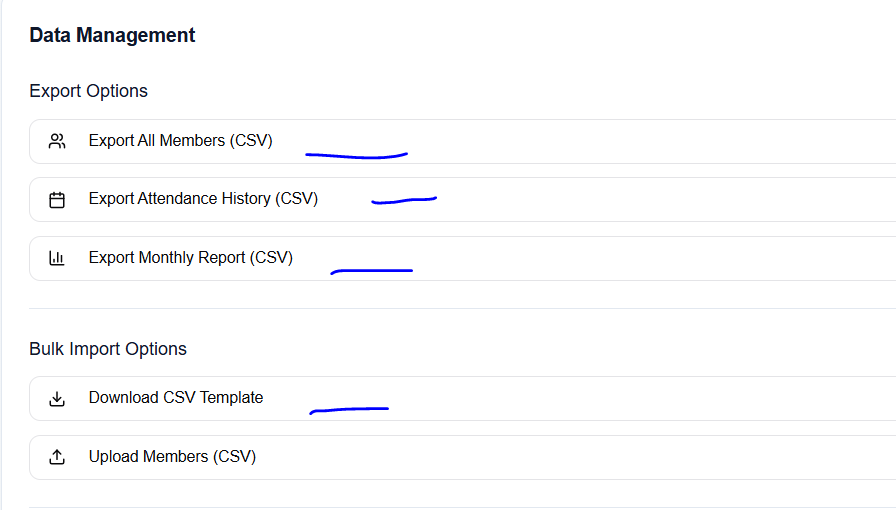 Data Management
Export Options
Export All Members (CSV)
Export Attendance History (CSV)
Export Monthly Report (CSV)
Bulk Import Options
Download CSV Template
Upload Members (CSV)